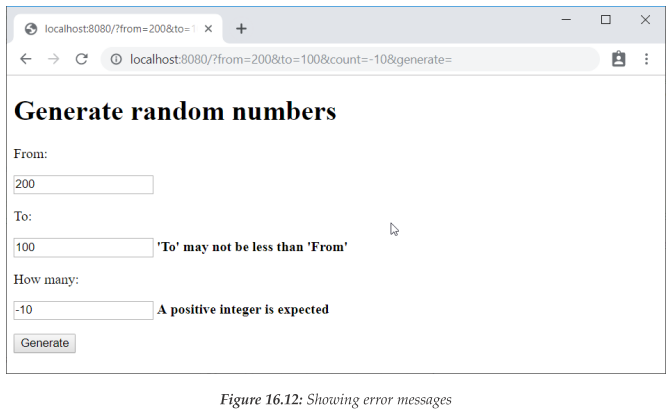 localhost:8080/?from=200&to=1
localhost:8080/?from=200&to=100&count=-10&generate=
Generate random numbers
From:
200
To:
100 'To' may not be less than 'From'
How many:
-10 A positive integer is expected
Generate
Figure 16.12: Showing error messages